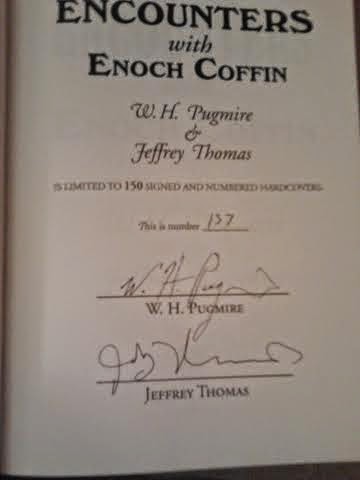 ENCOUNTERS
with
ENOCH COFFIN
W. H. Pugmire
&
Jeffrey Thomas
IS LIMITED TO 150 SIGNED AND NUMBERED HARDCOVERS.
This is number 137
W. H. Pugmire
W. H. PUGMIRE
JEFFREY THOMAS